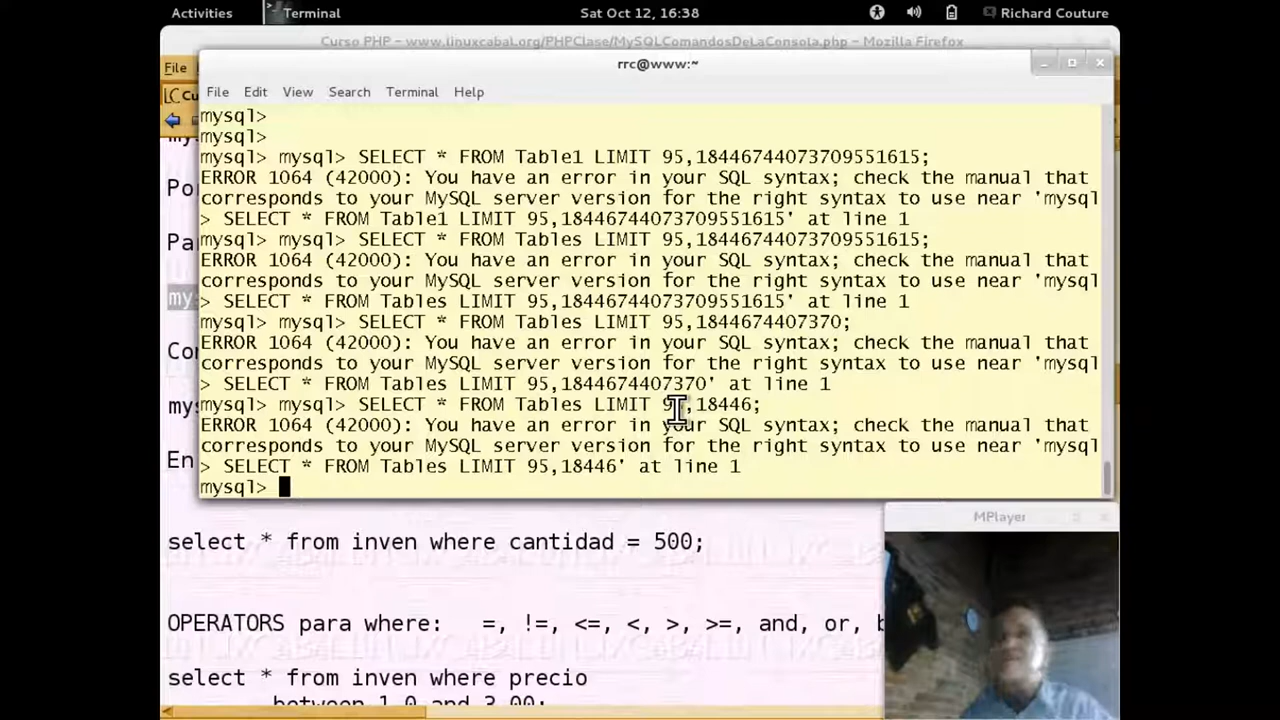 Activities Terminal Sat Oct 12, 16:38 Richard Couture
Curso PHP - www.linuxcabal.org/PHPClase/MySQLComandosDeLaConsola.php - Mozilla Firefox
File
rrc@www:~
File Edit View Search Terminal Help
mysql>
mysql>
mysql> mysql> SELECT * FROM Table1 LIMIT 95,18446744073709551615;
ERROR 1064 (42000): You have an error in your SQL syntax; check the manual that
corresponds to your MySQL server version for the right syntax to use near 'mysql
> SELECT * FROM Table1 LIMIT 95,18446744073709551615' at line 1
mysql> mysql> SELECT * FROM Tables LIMIT 95,18446744073709551615;
ERROR 1064 (42000): You have an error in your SQL syntax; check the manual that
corresponds to your MySQL server version for the right syntax to use near 'mysql
> SELECT * FROM Tables LIMIT 95,18446744073709551615' at line 1
mysql> mysql> SELECT * FROM Tables LIMIT 95,1844674407370;
ERROR 1064 (42000): You have an error in your SQL syntax; check the manual that
corresponds to your MySQL server version for the right syntax to use near 'mysql
> SELECT * FROM Tables LIMIT 95,1844674407370' at line 1
mysql> mysql> SELECT * FROM Tables LIMIT 95,18446;
ERROR 1064 (42000): You have an error in your SQL syntax; check the manual that
corresponds to your MySQL server version for the right syntax to use near 'mysql
> SELECT * FROM Tables LIMIT 95,18446' at line 1
mysql>
MPlayer
select * from inven where cantidad = 500;
OPERATORS para where: =, !=, <=, <, >, >=, and, or, b
select * from inven where precio
between 1.0 and 3.00;